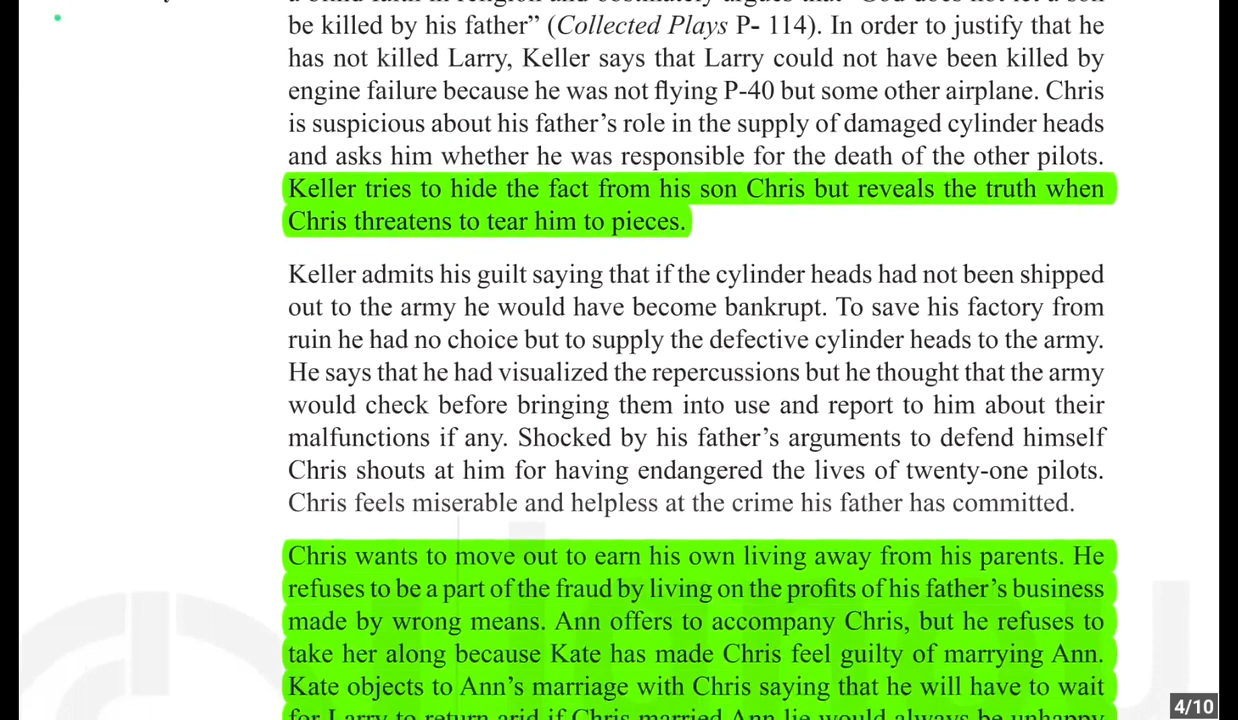 be killed by his father” (Collected Plays P- 114). In order to justify that he
has not killed Larry, Keller says that Larry could not have been killed by
engine failure because he was not flying P-40 but some other airplane. Chris
is suspicious about his father’s role in the supply of damaged cylinder heads
and asks him whether he was responsible for the death of the other pilots.
Keller tries to hide the fact from his son Chris but reveals the truth when
Chris threatens to tear him to pieces.
Keller admits his guilt saying that if the cylinder heads had not been shipped
out to the army he would have become bankrupt. To save his factory from
ruin he had no choice but to supply the defective cylinder heads to the army.
He says that he had visualized the repercussions but he thought that the army
would check before bringing them into use and report to him about their
malfunctions if any. Shocked by his father’s arguments to defend himself
Chris shouts at him for having endangered the lives of twenty-one pilots.
Chris feels miserable and helpless at the crime his father has committed.
Chris wants to move out to earn his own living away from his parents. He
refuses to be a part of the fraud by living on the profits of his father’s business
made by wrong means. Ann offers to accompany Chris, but he refuses to
take her along because Kate has made Chris feel guilty of marrying Ann.
Kate objects to Ann’s marriage with Chris saying that he will have to wait
for Larry to return arid if Chris married Ann lie would always be unhappy
4/10